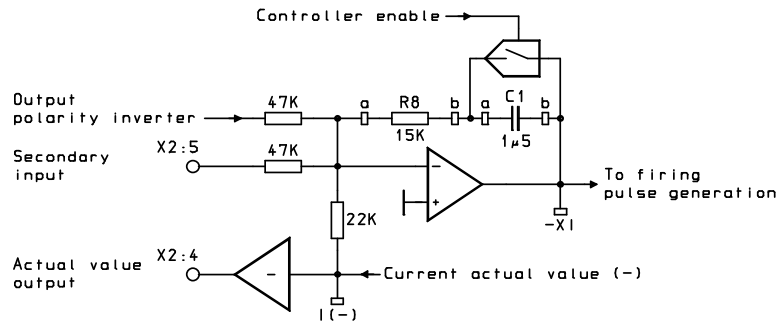 Controller enable
Output
polarity inverter
47K
a
R8
15K
b
a
C1
1µ5
b
Secondary
input
X2:5
47K
-
+
To firing
pulse generation
-XI
22K
Actual value
output
X2:4
-
Current actual value (-)
I(-)